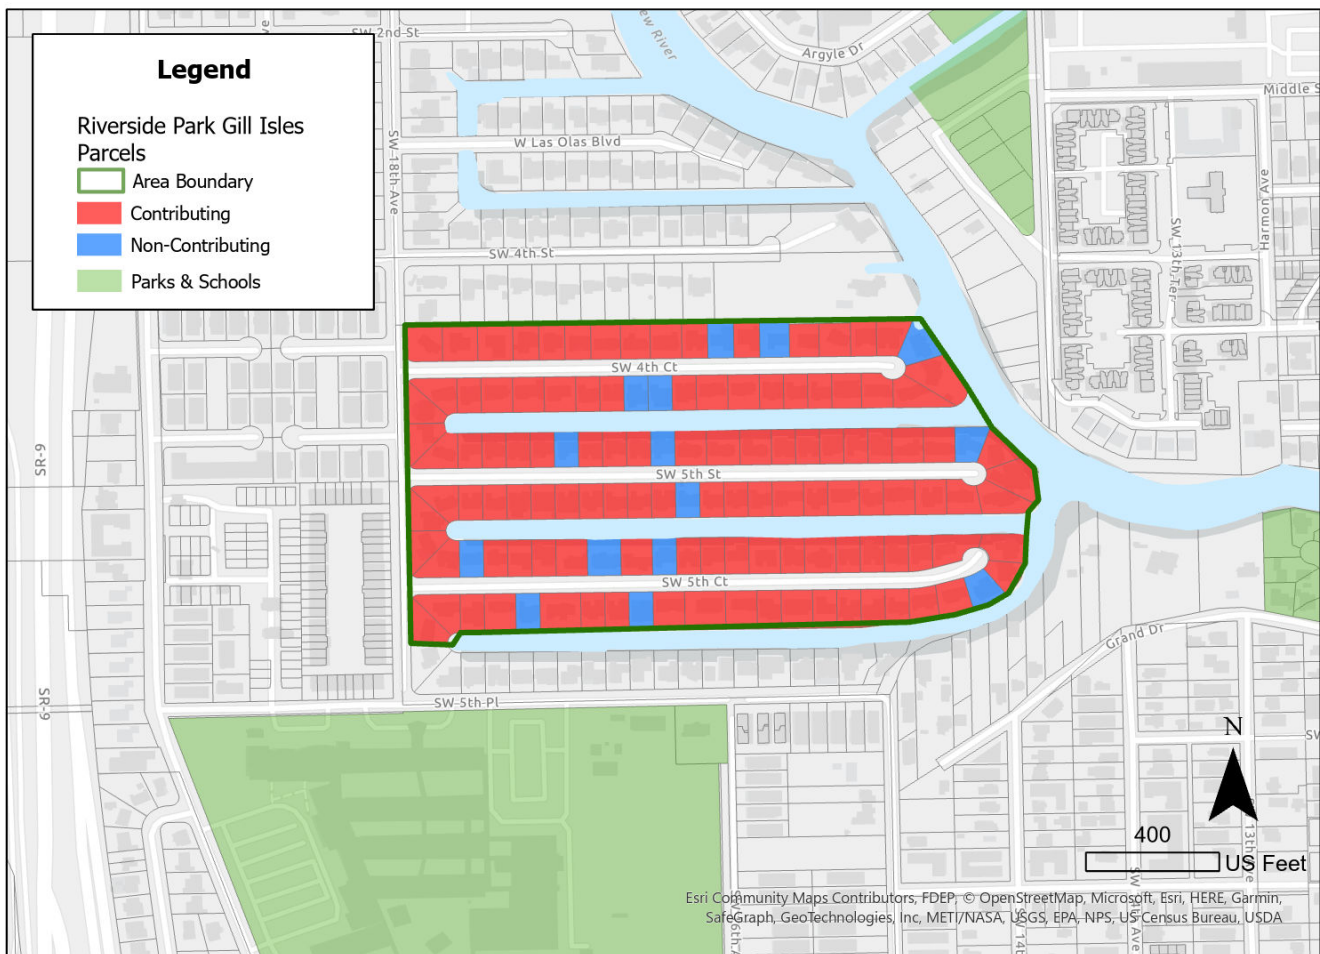 Legend
Riverside Park Gill Isles
Parcels
Area Boundary
Contributing
Non-Contributing
Parks & Schools
SW 2nd St
River
Argyle Dr
Middle S
W Las Olas Blvd
SW 18th Ave
SW 4th St
SW 13th Ter
Harmon Ave
SW 4th Ct
SR-9
SW 5th St
SW 5th Ct
Grand Dr
SR-9
SW 5th Pl
N
400
US Feet
Esri Community Maps Contributors, FDEP, © OpenStreetMap, Microsoft, Esri, HERE, Garmin,
SafeGraph, GeoTechnologies, Inc, METI/NASA, USGS, EPA, NPS, US Census Bureau, USDA